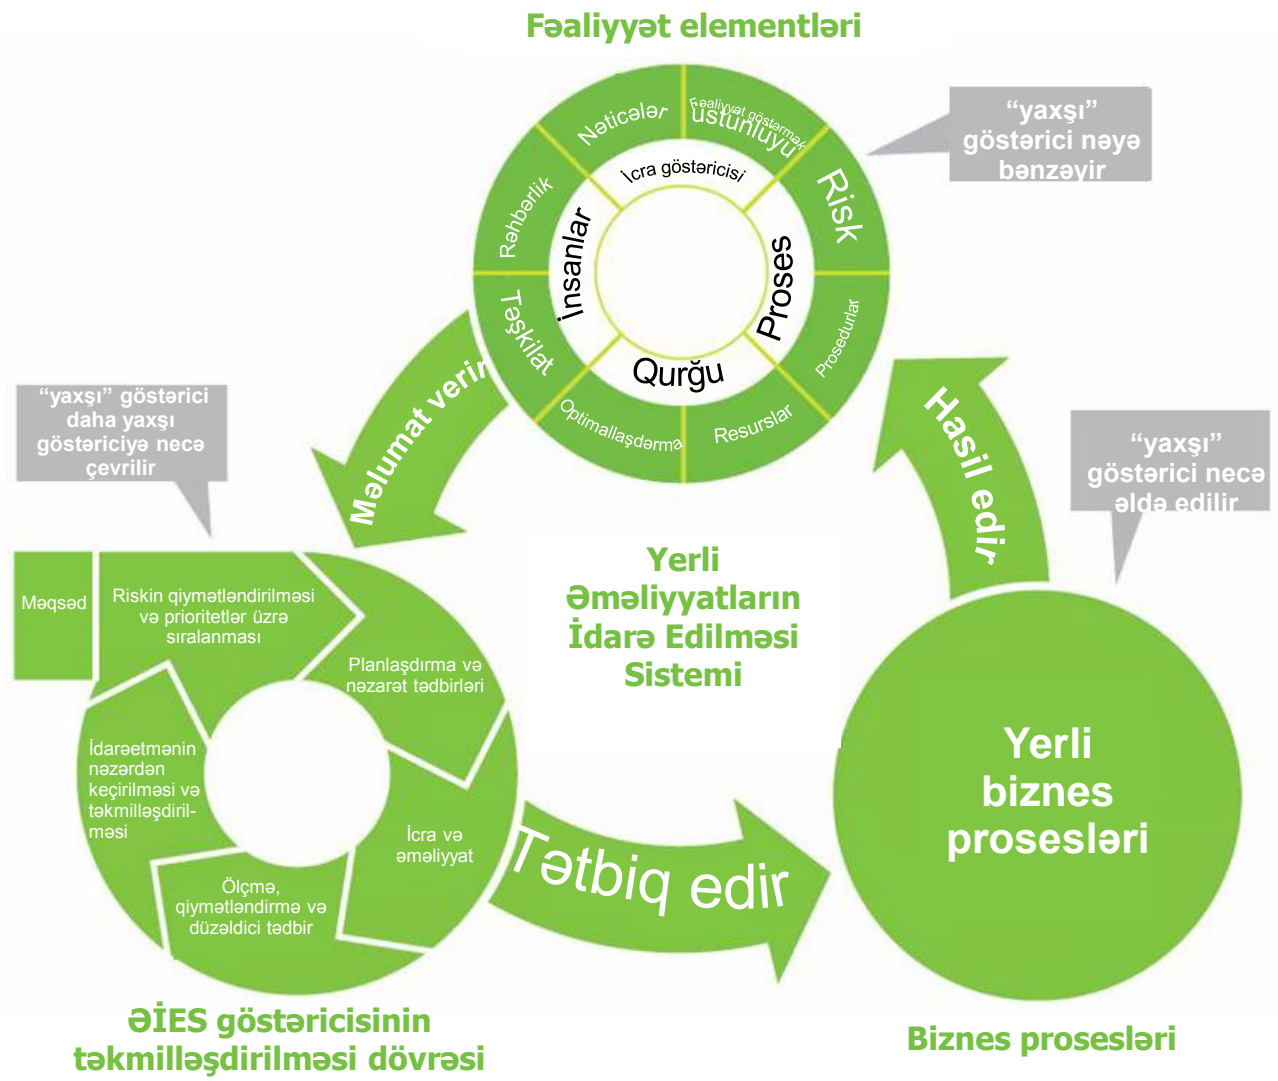 Fəaliyyət elementləri
“yaxşı”
göstərici nəyə
bənzəyir
Nəticələr
Fəaliyyət göstərmək
üstünlüyü
Risk
Prosedurlar
Resurslar
Optimallaşdərma
Təşkilat
Rəhbərlik
İcra göstəricisi
Proses
Qurğu
İnsanlar
Məlumat verir
Hasil edir
“yaxşı” göstərici
daha yaxşı
göstəriciyə necə
çevrilir
“yaxşı”
göstərici necə
əldə edilir
Yerli
Əməliyyatların
İdarə Edilməsi
Sistemi
Məqsəd
Riskin qiymətləndirilməsi
və prioritetlər üzrə
sıralanması
Planlaşdırma və
nəzarət tədbirləri
İcra və
əməliyyat
Ölçmə,
qiymətləndirmə və
düzəldici tədbir
İdarəetmənin
nəzərdən
keçirilməsi və
təkmilləşdiril-
məsi
Tətbiq edir
Yerli
biznes
prosesləri
ƏİES göstəricisinin
təkmilləşdirilməsi dövrəsi
Biznes prosesləri